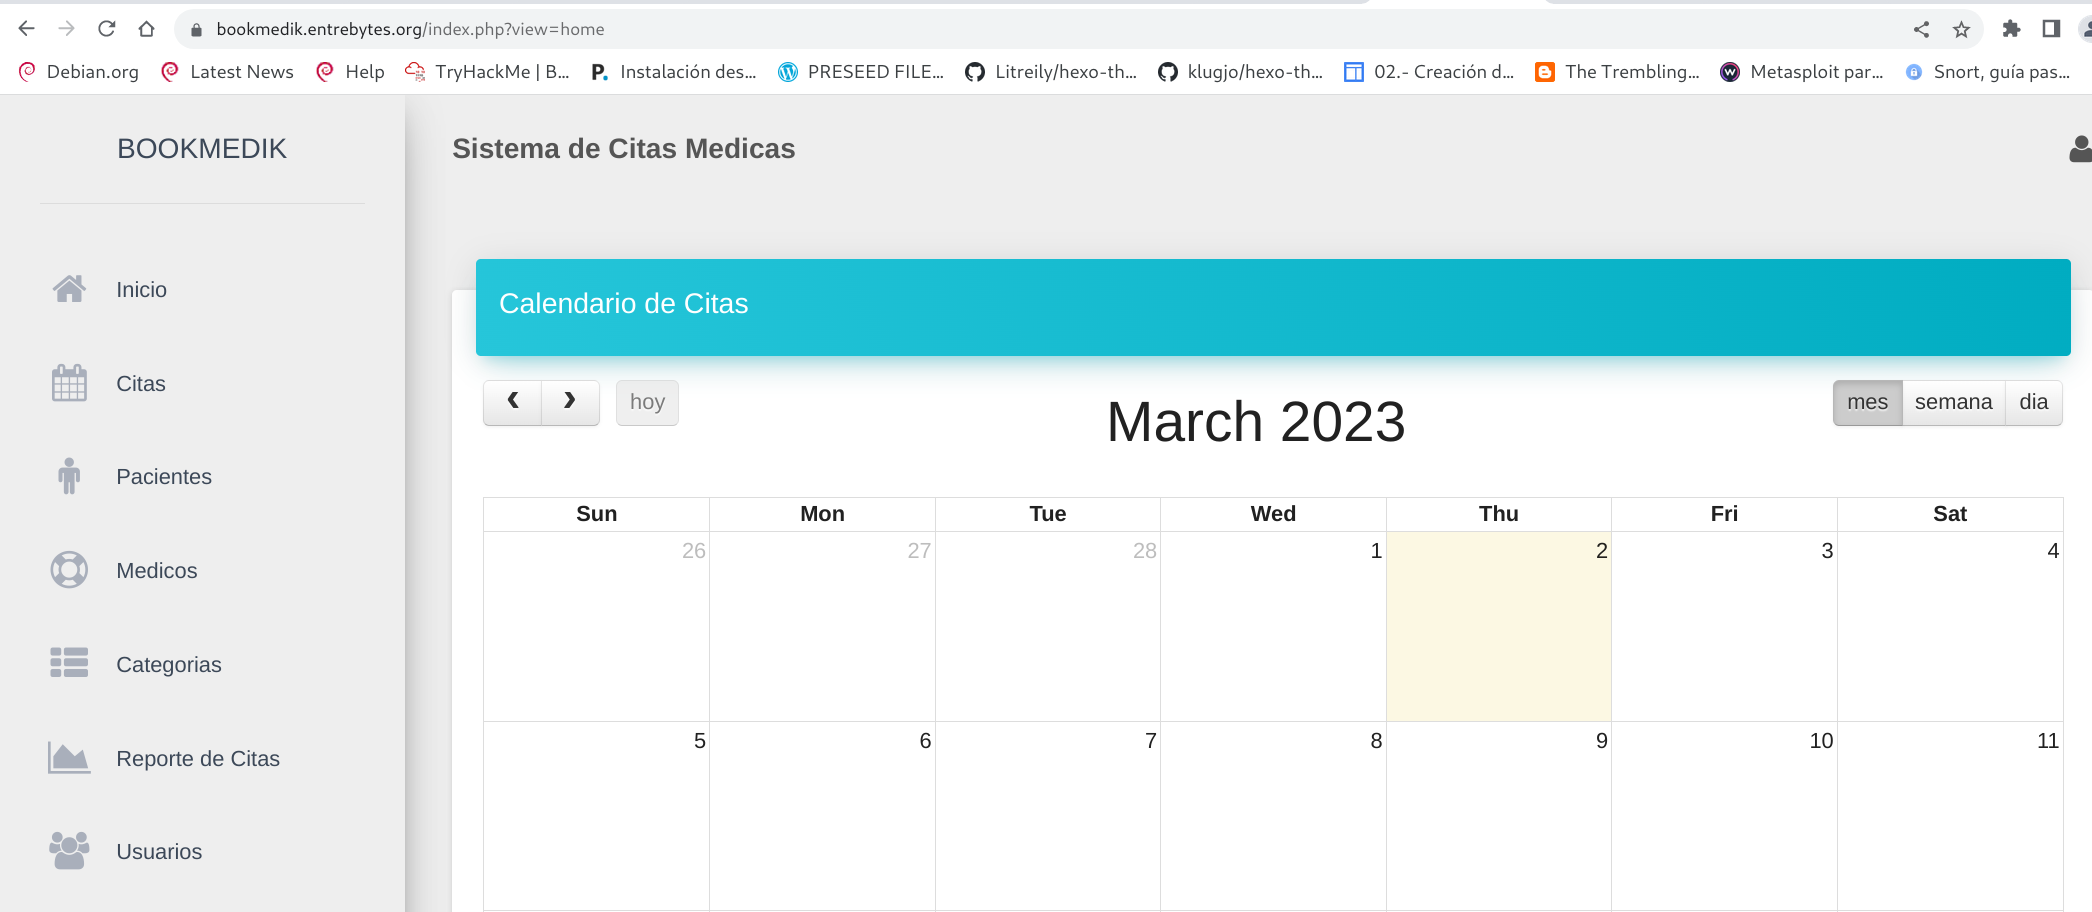 bookmedik.entrebytes.org/index.php?view=home
Debian.org Latest News Help TryHackMe | B... P. Instalación des... PRESEED FILE... Litreily/hexo-th... klugjo/hexo-th... 02.- Creación d... The Trembling... Metasploit par... Snort, guía pas...
BOOKMEDIK
Sistema de Citas Medicas
Inicio
Citas
Pacientes
Medicos
Categorias
Reporte de Citas
Usuarios
Calendario de Citas
hoy
March 2023
mes semana dia
Sun Mon Tue Wed Thu Fri Sat
26 27 28 1 2 3 4
5 6 7 8 9 10 11